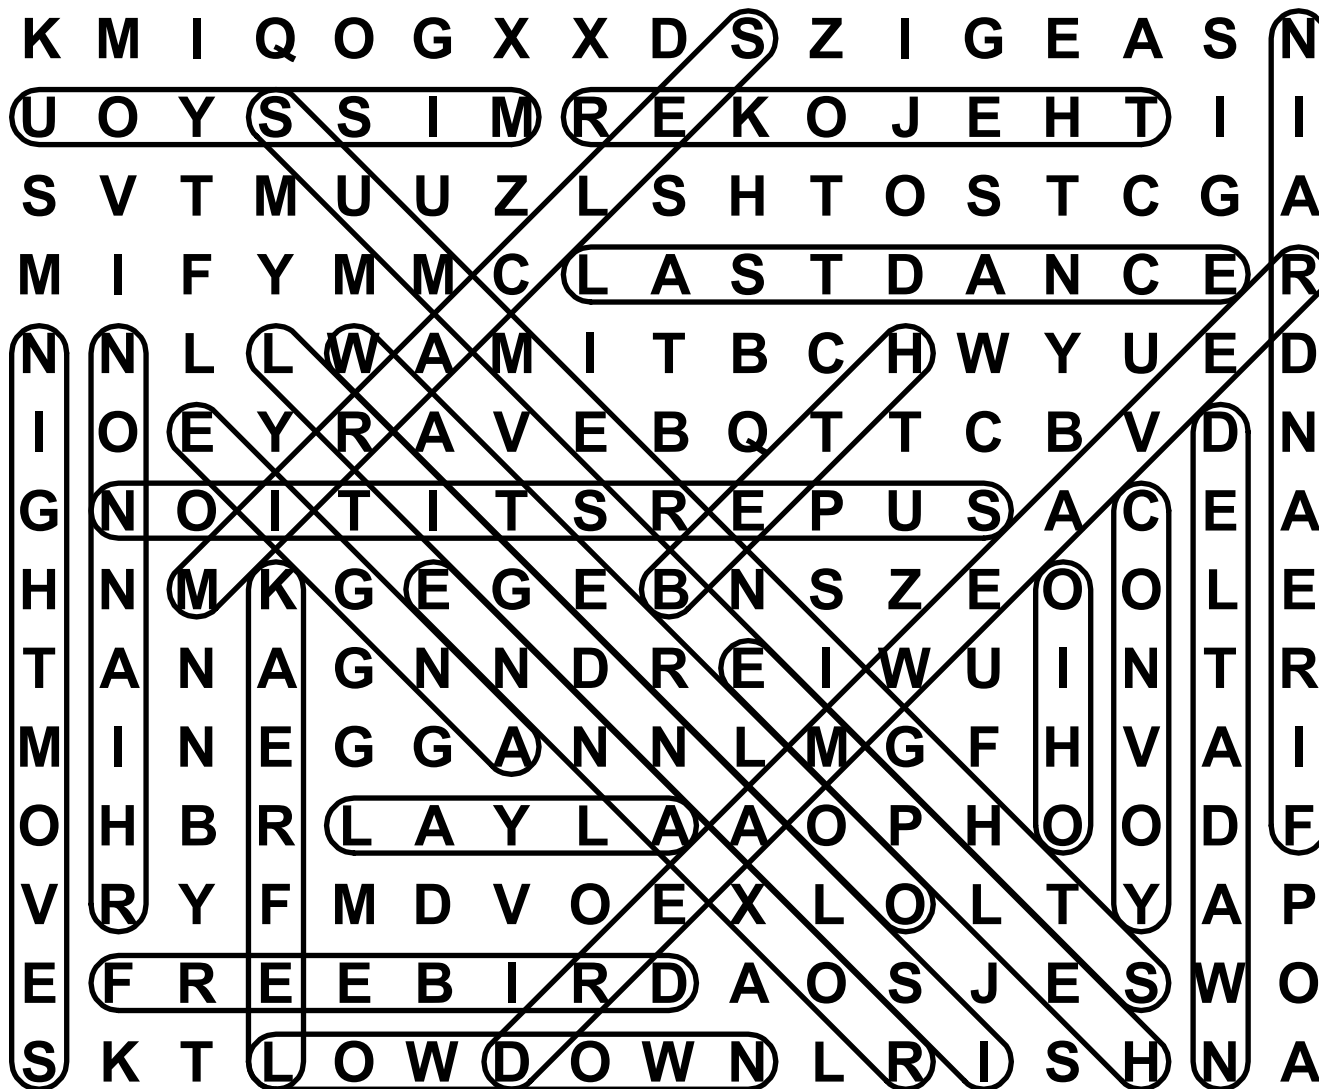 K M I Q O G X X D S Z I G E A S N
U O Y S S I M R E K O J E H T I I
S V T M U U Z L S H T O S T C G A
M I F Y M M C L A S T D A N C E R
N N L L W A M I T B C H W Y U E D
I O E Y R A V E B Q T T C B V D N
G N O I T I T S R E P U S A C E A
H N M K G E G E B N S Z E O O L E
T A N A G N N D R E I W U I N T R
M I N E G G A N N L M G F H V A I
O H B R L A Y L A A O P H O O D F
V R Y F M D V O E X L O L T Y A P
E F R E E B I R D A O S J E S W O
S K T L O W D O W N L R I S H N A